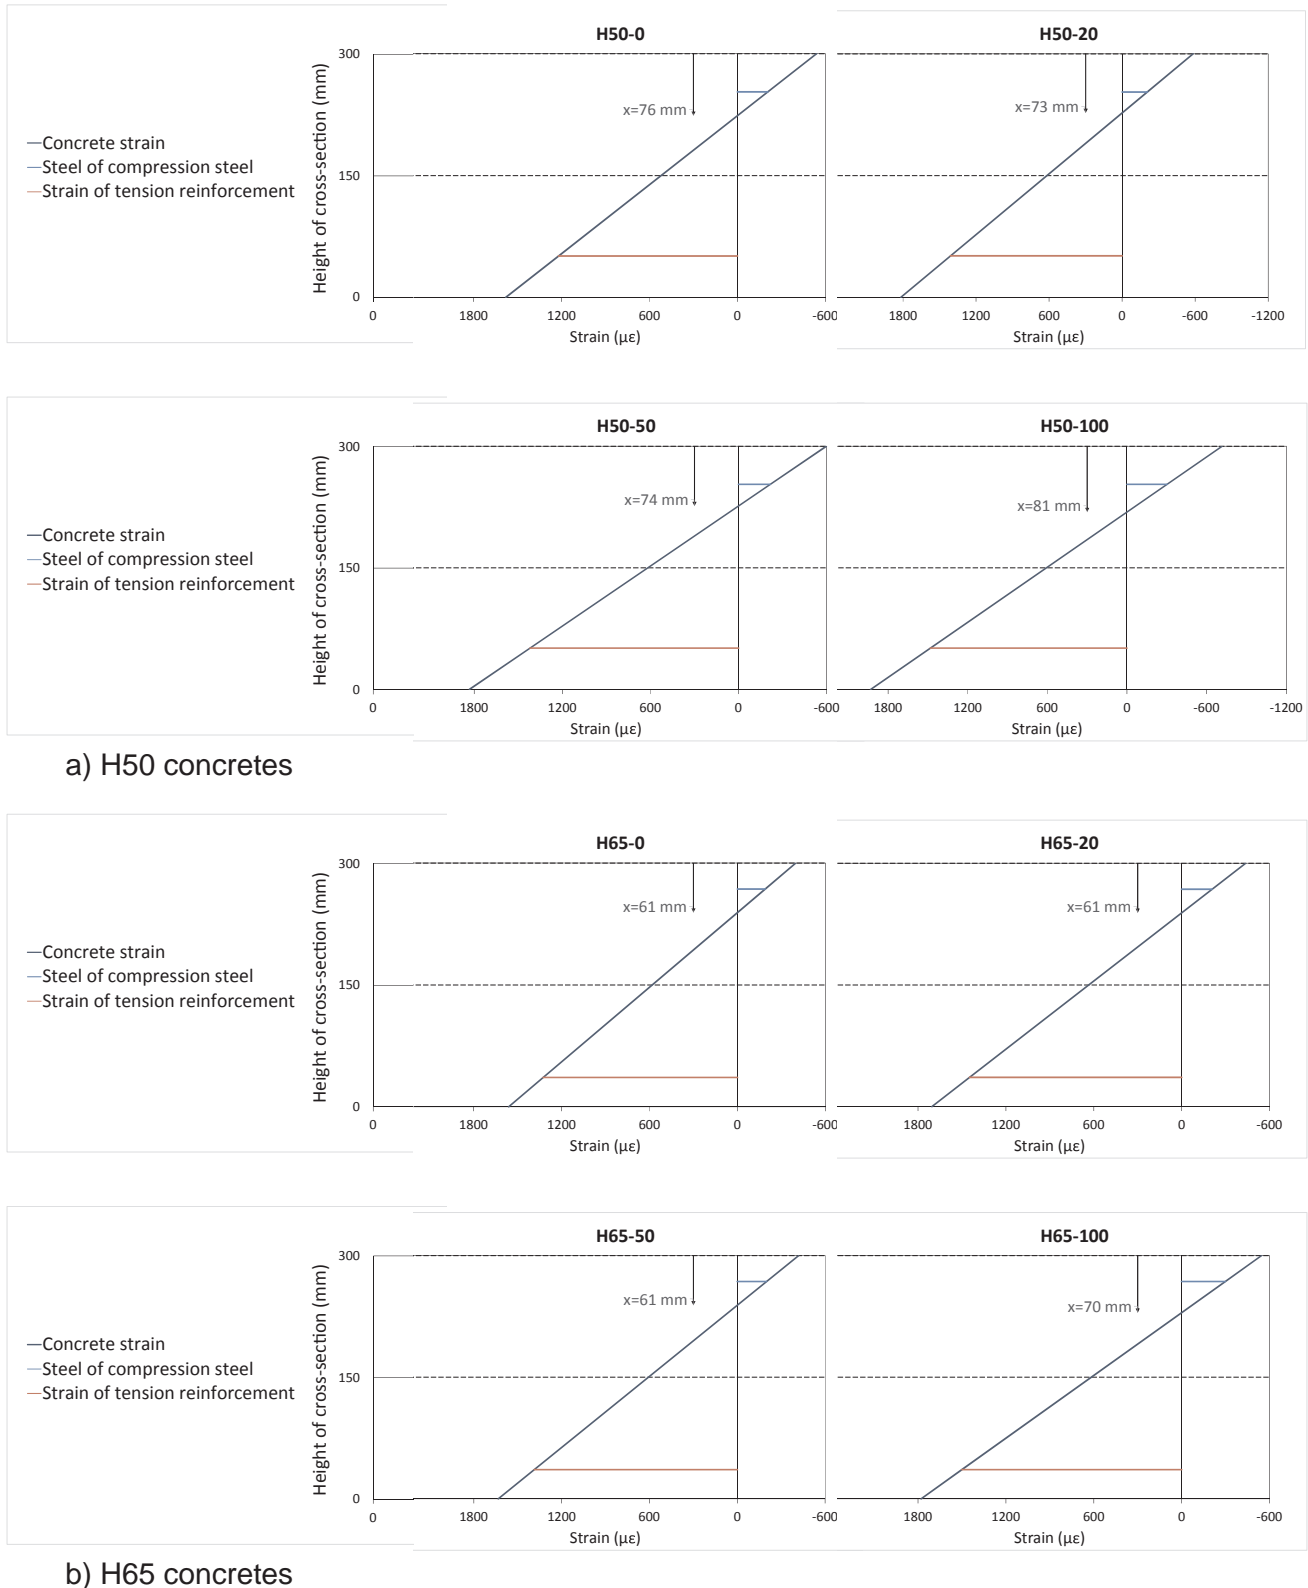 H50-0
H50-20
Height of cross-section (mm)
300
150
0
x=76 mm
x=73 mm
—Concrete strain
—Steel of compression steel
—Strain of tension reinforcement
0 1800 1200 600 0 -600
1800 1200 600 0 -600 -1200
Strain (με)
Strain (με)
H50-50
H50-100
Height of cross-section (mm)
300
150
0
x=74 mm
x=81 mm
—Concrete strain
—Steel of compression steel
—Strain of tension reinforcement
0 1800 1200 600 0 -600
1800 1200 600 0 -600 -1200
Strain (με)
Strain (με)
a) H50 concretes
H65-0
H65-20
Height of cross-section (mm)
300
150
0
x=61 mm
x=61 mm
—Concrete strain
—Steel of compression steel
—Strain of tension reinforcement
0 1800 1200 600 0 -600
1800 1200 600 0 -600
Strain (με)
Strain (με)
H65-50
H65-100
Height of cross-section (mm)
300
150
0
x=61 mm
x=70 mm
—Concrete strain
—Steel of compression steel
—Strain of tension reinforcement
0 1800 1200 600 0 -600
1800 1200 600 0 -600
Strain (με)
Strain (με)
b) H65 concretes